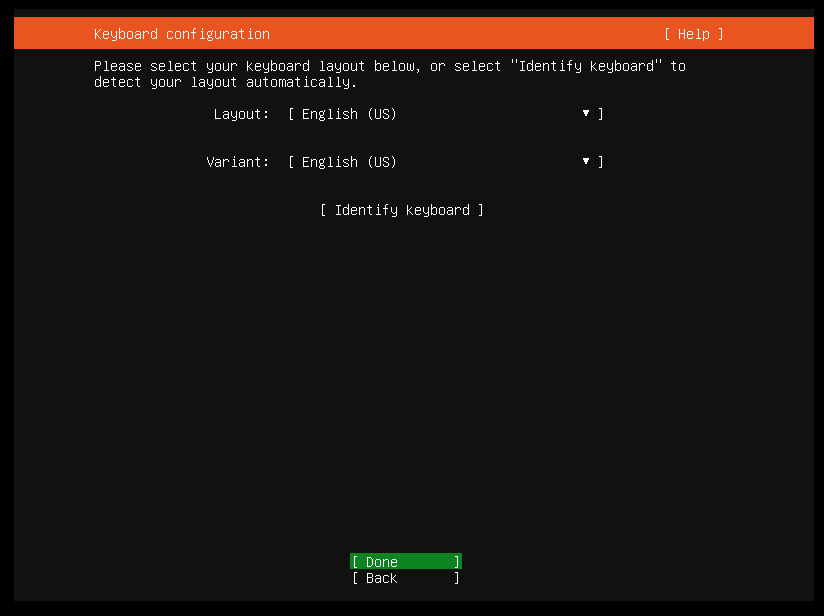 Keyboard configuration [ Help ]
Please select your keyboard layout below, or select "Identify keyboard" to
detect your layout automatically.
Layout: [ English (US) ▼ ]
Variant: [ English (US) ▼ ]
[ Identify keyboard ]
[ Done ]
[ Back ]